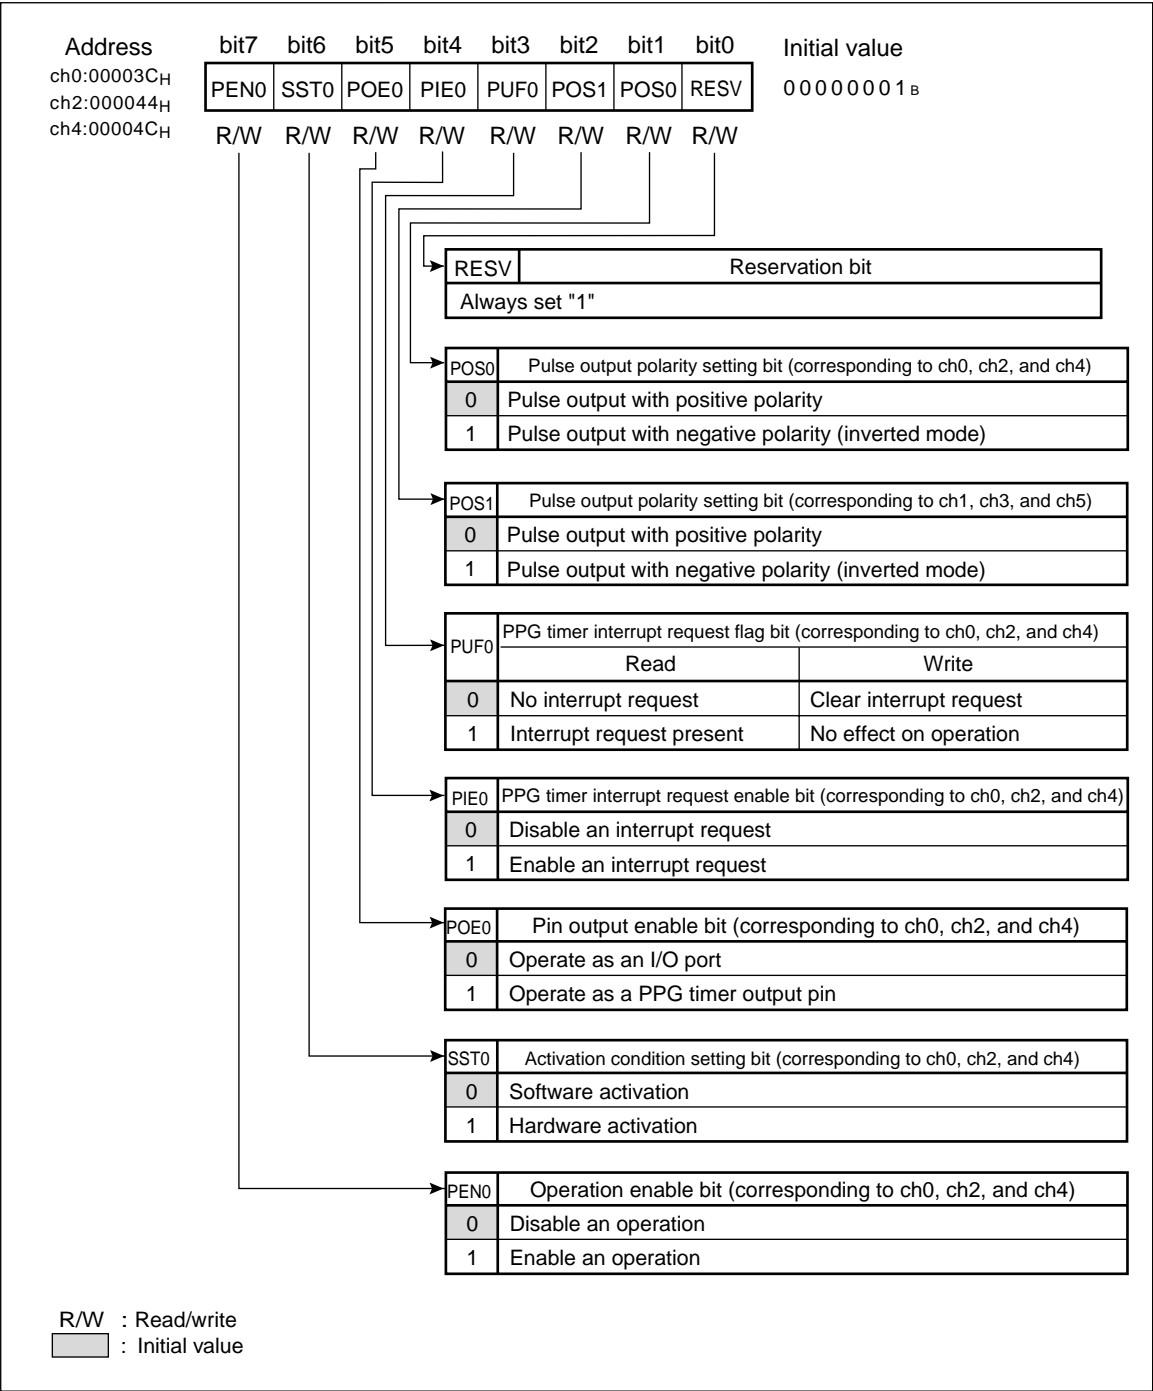 Address bit7 bit6 bit5 bit4 bit3 bit2 bit1 bit0 Initial value
ch0:00003CH
ch2:000044H
ch4:00004CH
PEN0 SST0 POE0 PIE0 PUF0 POS1 POS0 RESV 00000001B
R/W R/W R/W R/W R/W R/W R/W R/W
RESV Reservation bit
Always set "1"
POS0 Pulse output polarity setting bit (corresponding to ch0, ch2, and ch4)
0 Pulse output with positive polarity
1 Pulse output with negative polarity (inverted mode)
POS1 Pulse output polarity setting bit (corresponding to ch1, ch3, and ch5)
0 Pulse output with positive polarity
1 Pulse output with negative polarity (inverted mode)
PUF0 PPG timer interrupt request flag bit (corresponding to ch0, ch2, and ch4)
Read Write
0 No interrupt request Clear interrupt request
1 Interrupt request present No effect on operation
PIE0 PPG timer interrupt request enable bit (corresponding to ch0, ch2, and ch4)
0 Disable an interrupt request
1 Enable an interrupt request
POE0 Pin output enable bit (corresponding to ch0, ch2, and ch4)
0 Operate as an I/O port
1 Operate as a PPG timer output pin
SST0 Activation condition setting bit (corresponding to ch0, ch2, and ch4)
0 Software activation
1 Hardware activation
PEN0 Operation enable bit (corresponding to ch0, ch2, and ch4)
0 Disable an operation
1 Enable an operation
R/W : Read/write
: Initial value